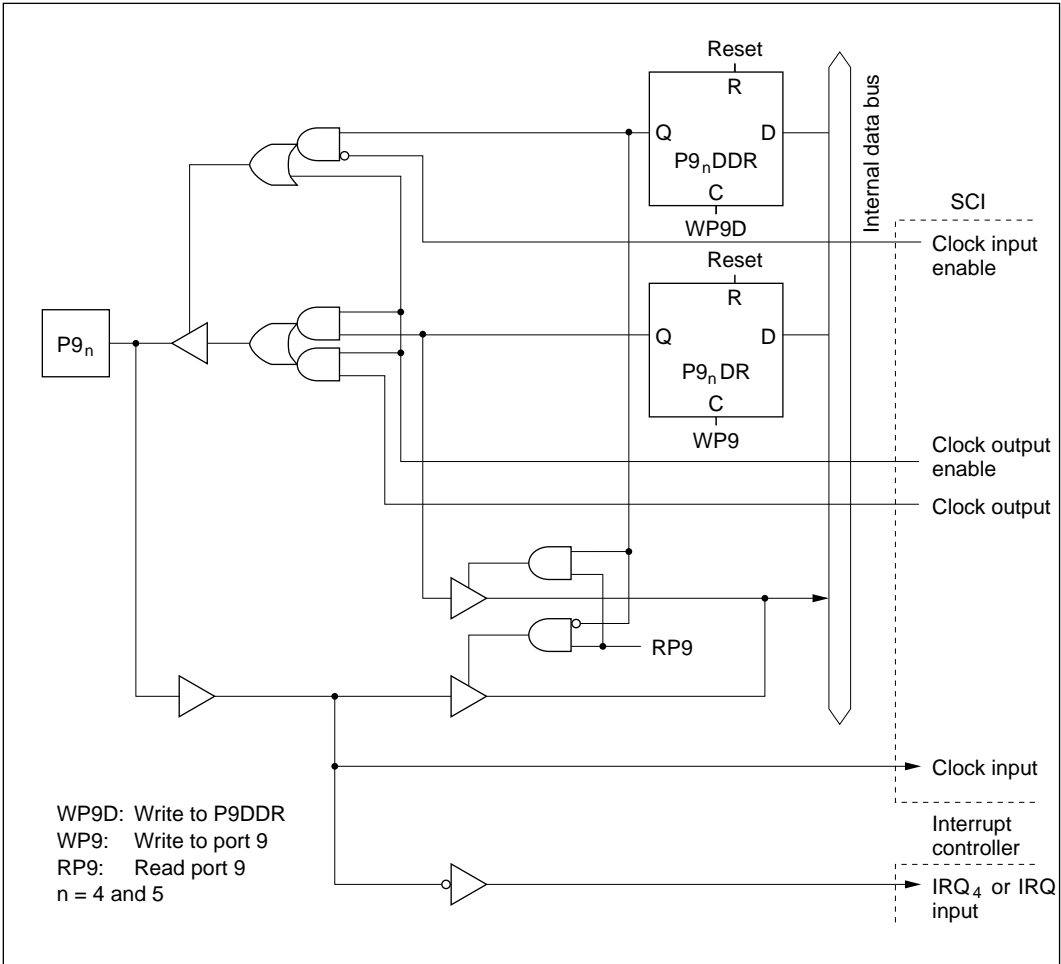 Reset
R
Q
D
P9nDDR
C
WP9D
Internal data bus
SCI
Clock input
enable
Reset
R
Q
D
P9n DR
C
WP9
P9n
Clock output
enable
Clock output
RP9
Clock input
WP9D: Write to P9DDR
WP9: Write to port 9
RP9: Read port 9
n = 4 and 5
Interrupt
controller
IRQ4 or IRQ
input